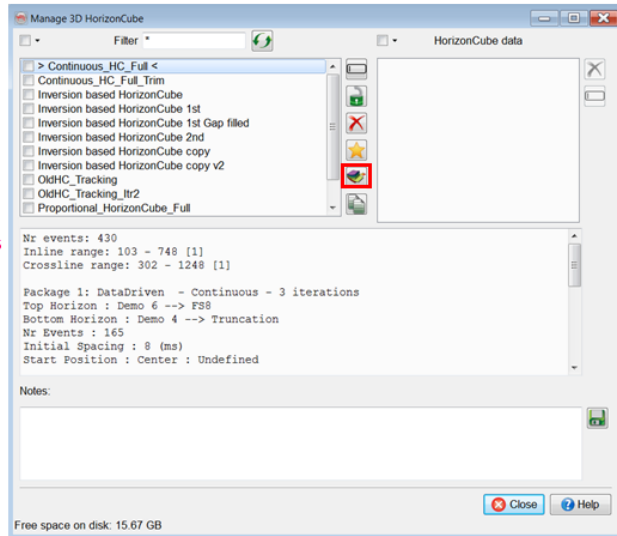 Manage 3D HorizonCube
Filter *
HorizonCube data
> Continuous_HC_Full <
Continuous_HC_Full_Trim
Inversion based HorizonCube
Inversion based HorizonCube 1st
Inversion based HorizonCube 1st Gap filled
Inversion based HorizonCube 2nd
Inversion based HorizonCube copy
Inversion based HorizonCube copy v2
OldHC_Tracking
OldHC_Tracking_Itr2
Proportional_HorizonCube_Full
Nr events: 430
Inline range: 103 - 748 [1]
Crossline range: 302 - 1248 [1]
Package 1: DataDriven  - Continuous - 3 iterations
Top Horizon : Demo 6 --> FS8
Bottom Horizon : Demo 4 --> Truncation
Nr Events : 165
Initial Spacing : 8 (ms)
Start Position : Center : Undefined
Notes:
Close
Help
Free space on disk: 15.67 GB